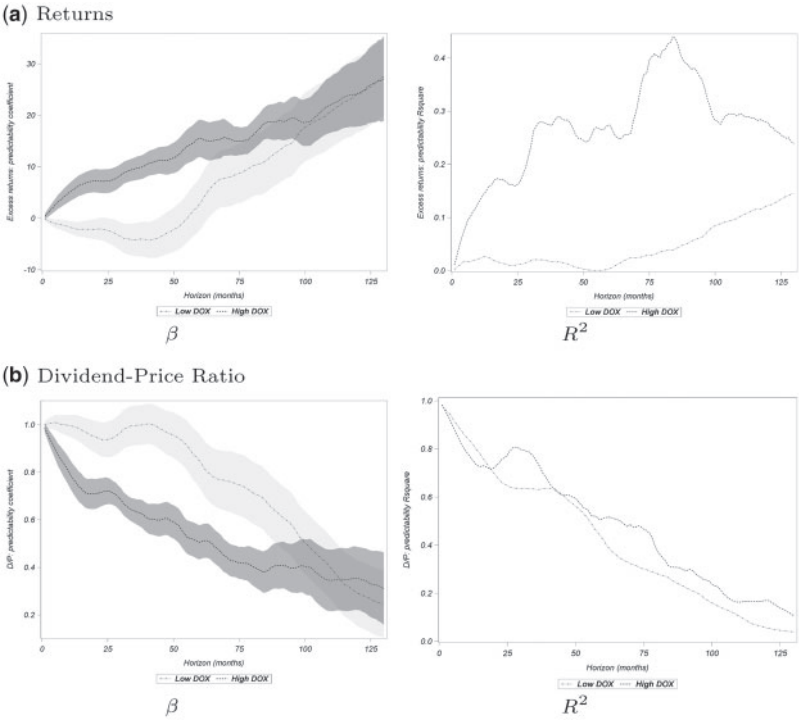 (a) Returns
Excess returns: predictability coefficient
30
20
10
0
-10
0 25 50 75 100 125
Horizon (months)
Low DOX High DOX
β
Excess returns: predictability Rsquare
0.4
0.3
0.2
0.1
0.0
0 25 50 75 100 125
Horizon (months)
Low DOX High DOX
R²
(b) Dividend-Price Ratio
D/P: predictability coefficient
1.0
0.8
0.6
0.4
0.2
0 25 50 75 100 125
Horizon (months)
Low DOX High DOX
β
D/P: predictability Rsquare
1.0
0.8
0.6
0.4
0.2
0.0
0 25 50 75 100 125
Horizon (months)
Low DOX High DOX
R²